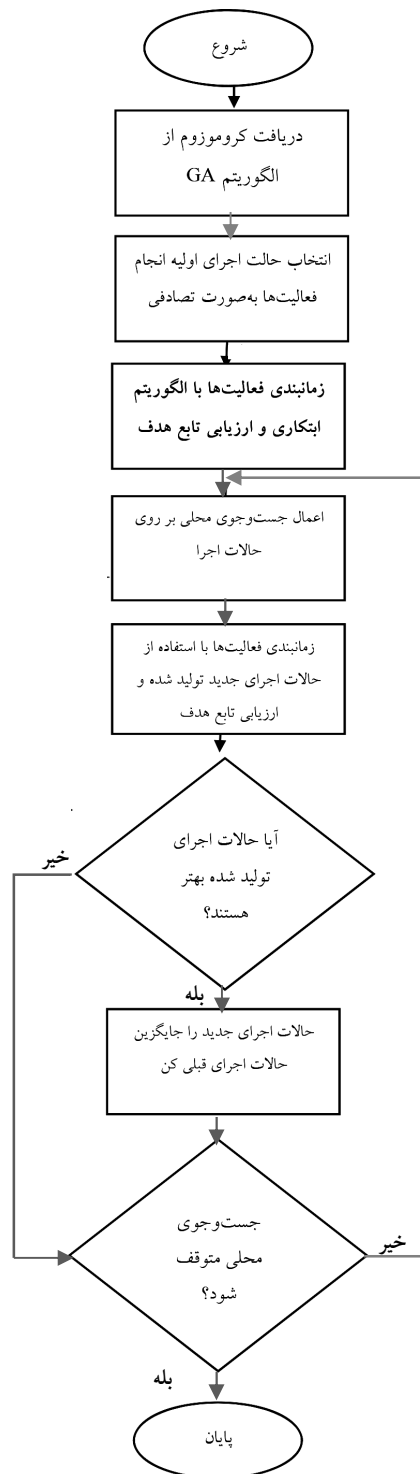 شروع
دریافت کروموزوم از
الگوریتم GA
انتخاب حالت اجرای اولیه انجام
فعالیت‌ها به‌صورت تصادفی
زمانبندی فعالیت‌ها با الگوریتم
ابتکاری و ارزیابی تابع هدف
اعمال جست‌وجوی محلی بر روی
حالات اجرا
زمانبندی فعالیت‌ها با استفاده از
حالات اجرای جدید تولید شده و
ارزیابی تابع هدف
آیا حالات اجرای
تولید شده بهتر
هستند؟
خیر
بله
حالات اجرای جدید را جایگزین
حالات اجرای قبلی کن
جست‌وجوی
محلی متوقف
شود؟
خیر
بله
پایان